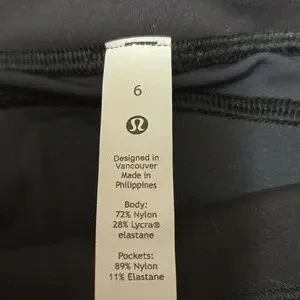 6
Designed in
Vancouver
Made in
Philippines
Body:
72% Nylon
28% Lycra®
elastane
Pockets:
89% Nylon
11% Elastane